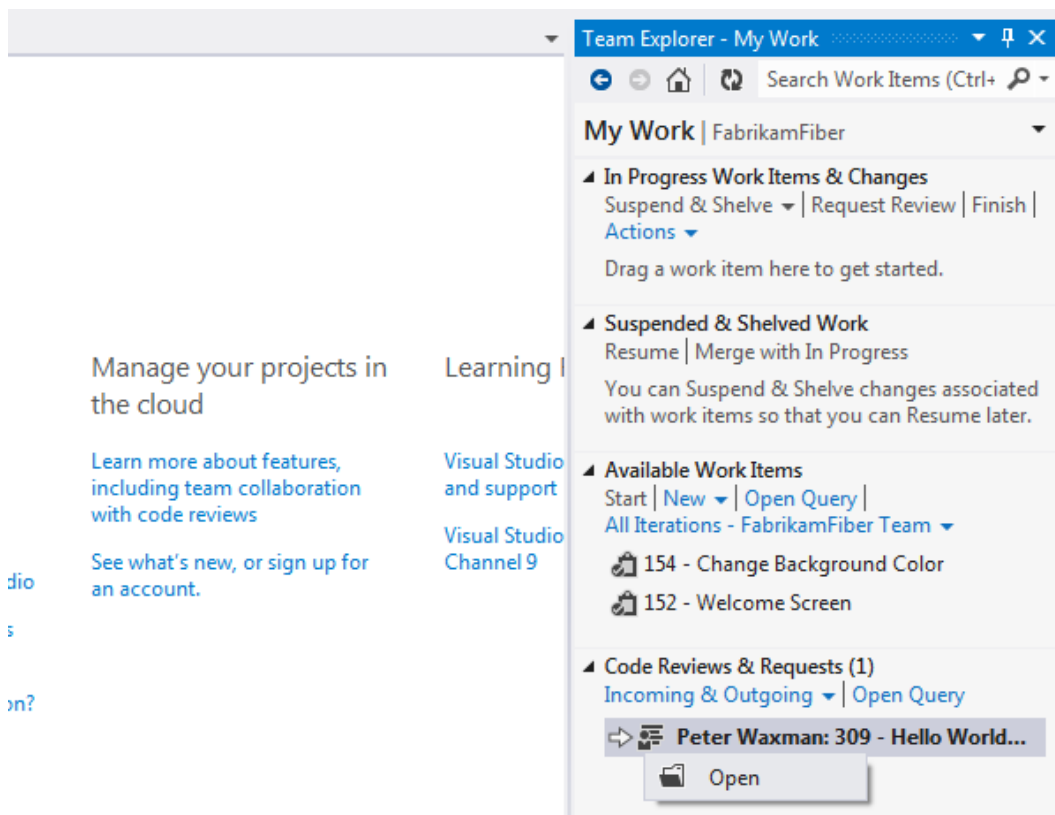 Manage your projects in
the cloud
Learn more about features,
including team collaboration
with code reviews
See what's new, or sign up for
an account.
Learning
Visual Studio
and support
Visual Studio
Channel 9
on?
Team Explorer - My Work
Search Work Items (Ctrl+
My Work | FabrikamFiber
In Progress Work Items & Changes
Suspend & Shelve | Request Review | Finish |
Actions
Drag a work item here to get started.
Suspended & Shelved Work
Resume | Merge with In Progress
You can Suspend & Shelve changes associated
with work items so that you can Resume later.
Available Work Items
Start | New | Open Query |
All Iterations - FabrikamFiber Team
154 - Change Background Color
152 - Welcome Screen
Code Reviews & Requests (1)
Incoming & Outgoing | Open Query
Peter Waxman: 309 - Hello World...
Open